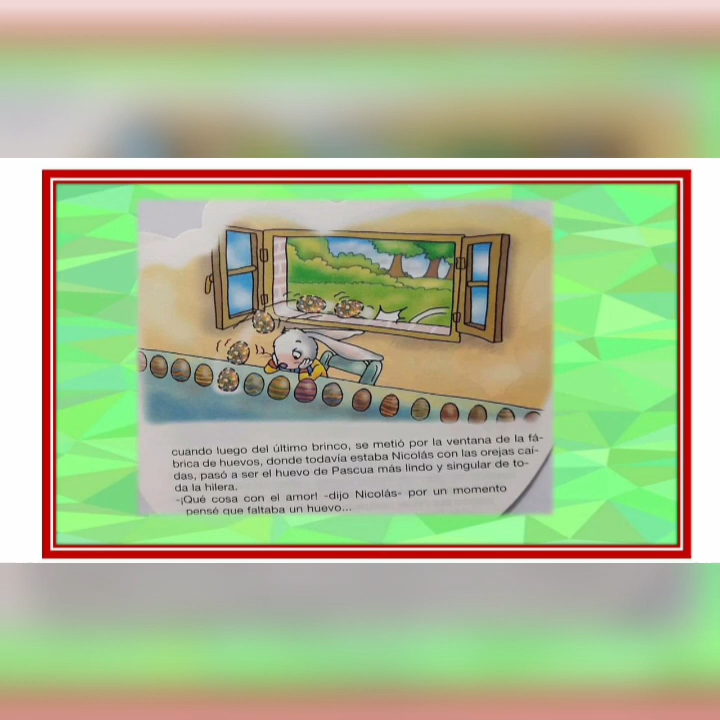 cuando luego del último brinco, se metió por la ventana de la fá-
brica de huevos, donde todavía estaba Nicolás con las orejas caí-
das, pasó a ser el huevo de Pascua más lindo y singular de to-
da la hilera.
-¡Qué cosa con el amor! -dijo Nicolás- por un momento
pensé que faltaba un huevo...